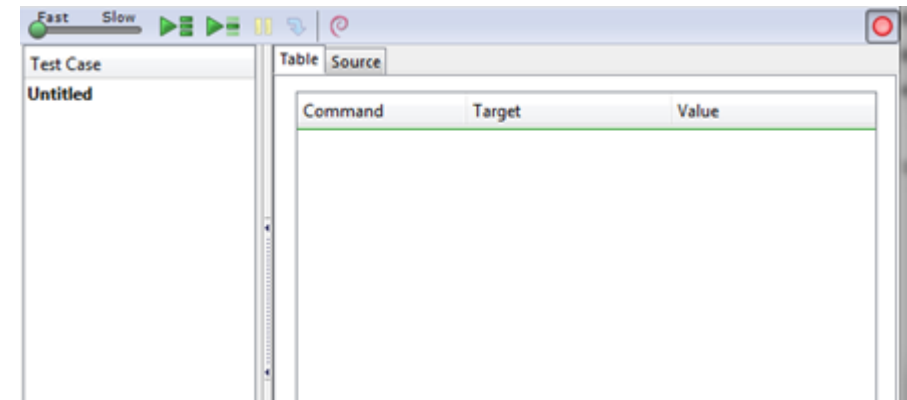 Fast Slow
Test Case
Table Source
Untitled
Command Target Value